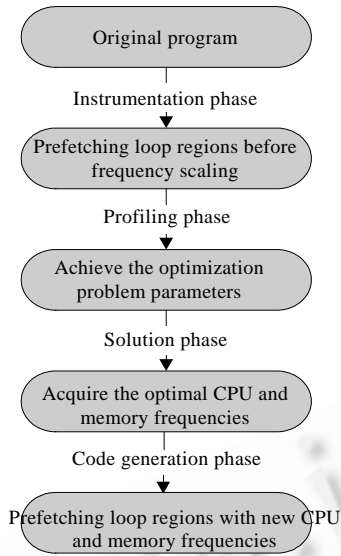 Original program
Instrumentation phase
Prefetching loop regions before
frequency scaling
Profiling phase
Achieve the optimization
problem parameters
Solution phase
Acquire the optimal CPU and
memory frequencies
Code generation phase
Prefetching loop regions with new CPU
and memory frequencies